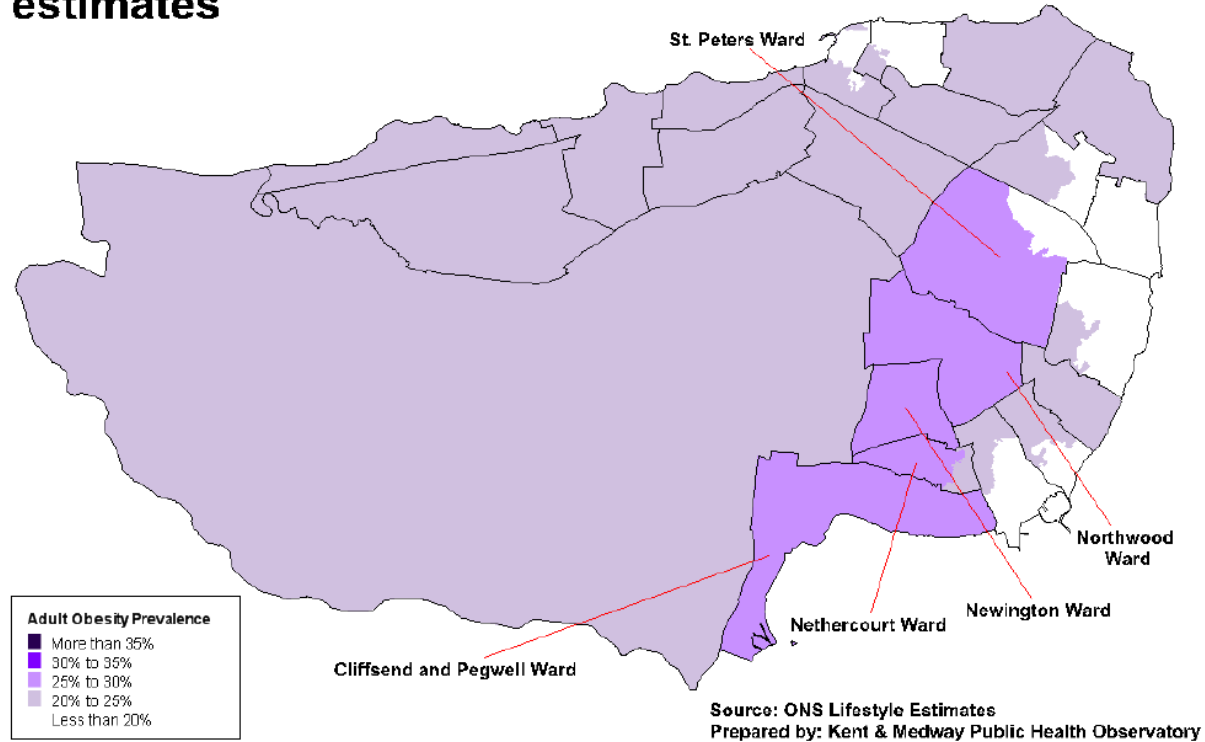 estimates
St. Peters Ward
Northwood
Ward
Newington Ward
Nethercourt Ward
Cliffsend and Pegwell Ward
Adult Obesity Prevalence
More than 35%
30% to 35%
25% to 30%
20% to 25%
Less than 20%
Source: ONS Lifestyle Estimates
Prepared by: Kent & Medway Public Health Observatory